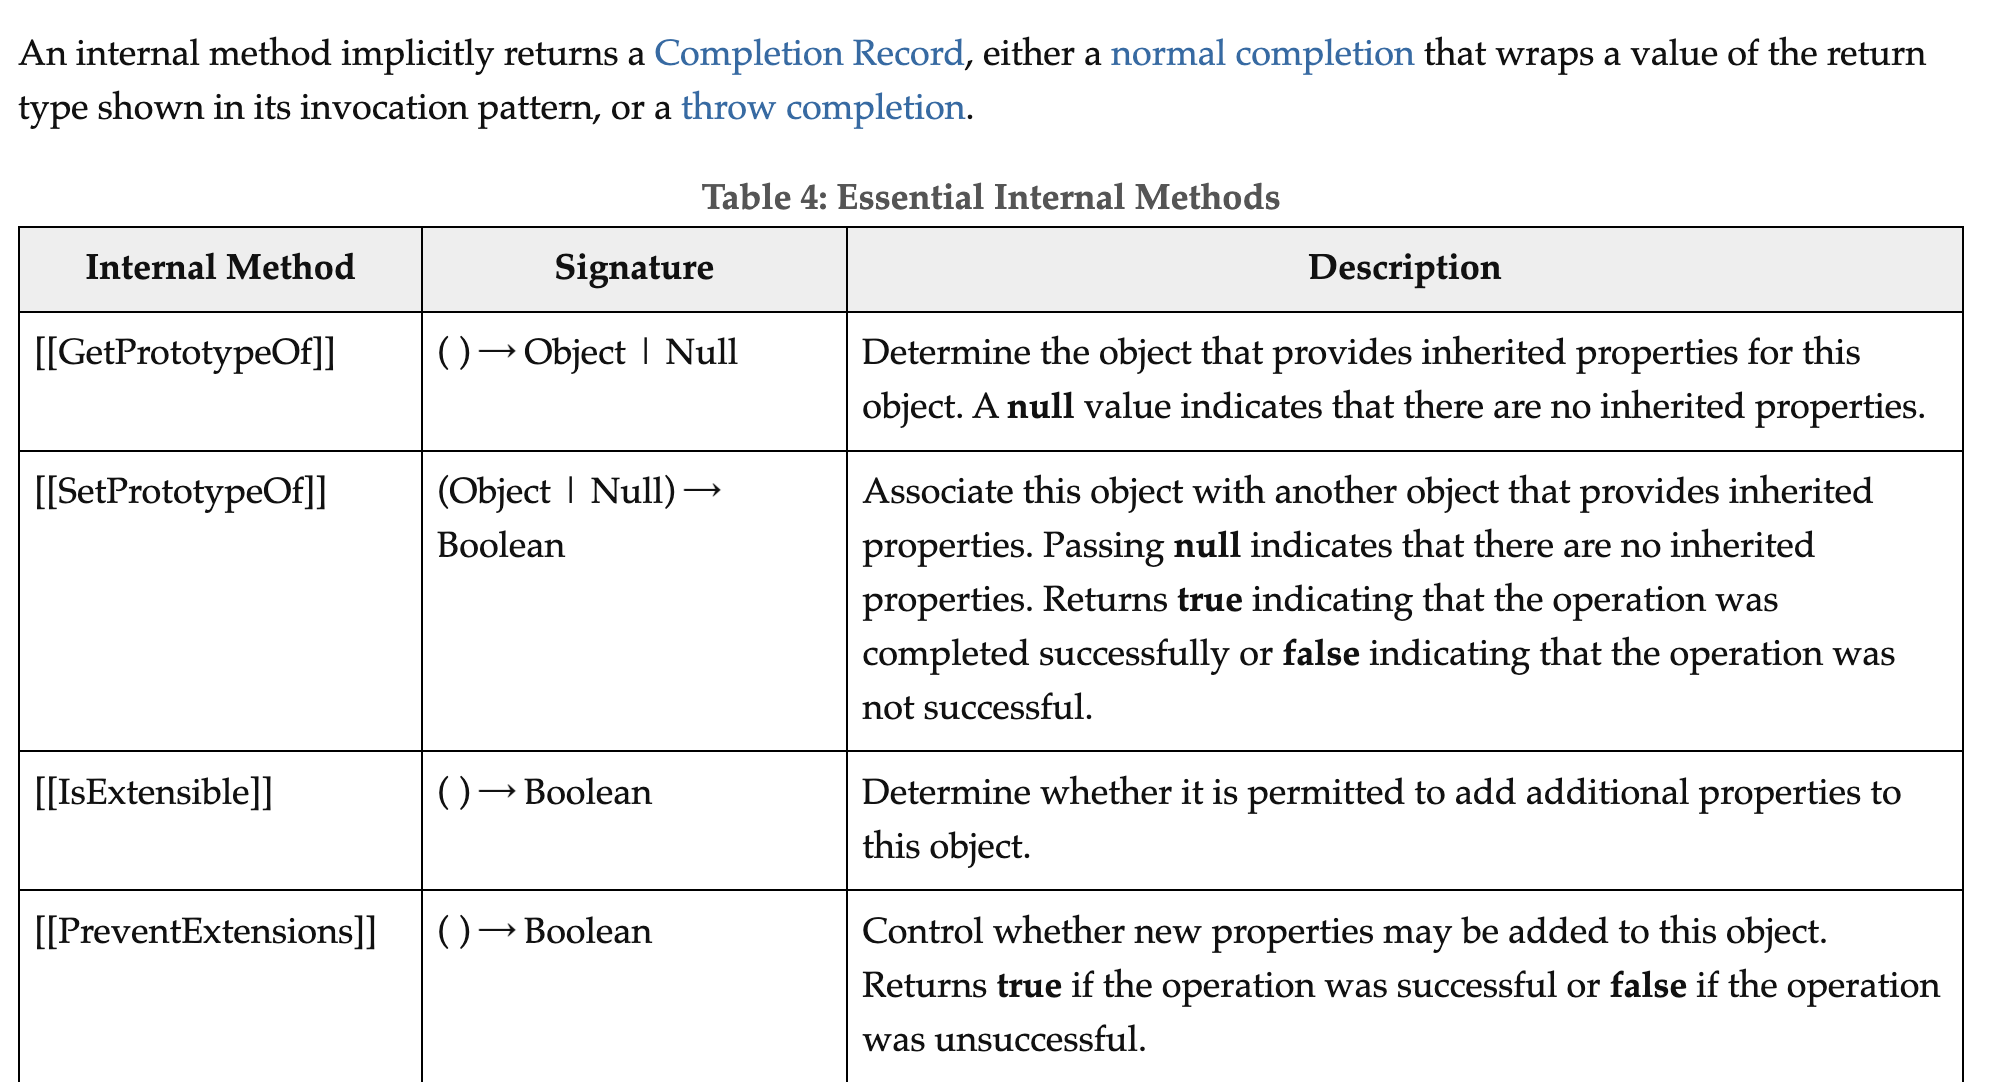 An internal method implicitly returns a Completion Record, either a normal completion that wraps a value of the return
type shown in its invocation pattern, or a throw completion.
Table 4: Essential Internal Methods
Internal Method Signature Description
[[GetPrototypeOf]] ( ) → Object | Null Determine the object that provides inherited properties for this
object. A null value indicates that there are no inherited properties.
[[SetPrototypeOf]] (Object | Null) → Associate this object with another object that provides inherited
Boolean properties. Passing null indicates that there are no inherited
properties. Returns true indicating that the operation was
completed successfully or false indicating that the operation was
not successful.
[[IsExtensible]] ( ) → Boolean Determine whether it is permitted to add additional properties to
this object.
[[PreventExtensions]] ( ) → Boolean Control whether new properties may be added to this object.
Returns true if the operation was successful or false if the operation
was unsuccessful.